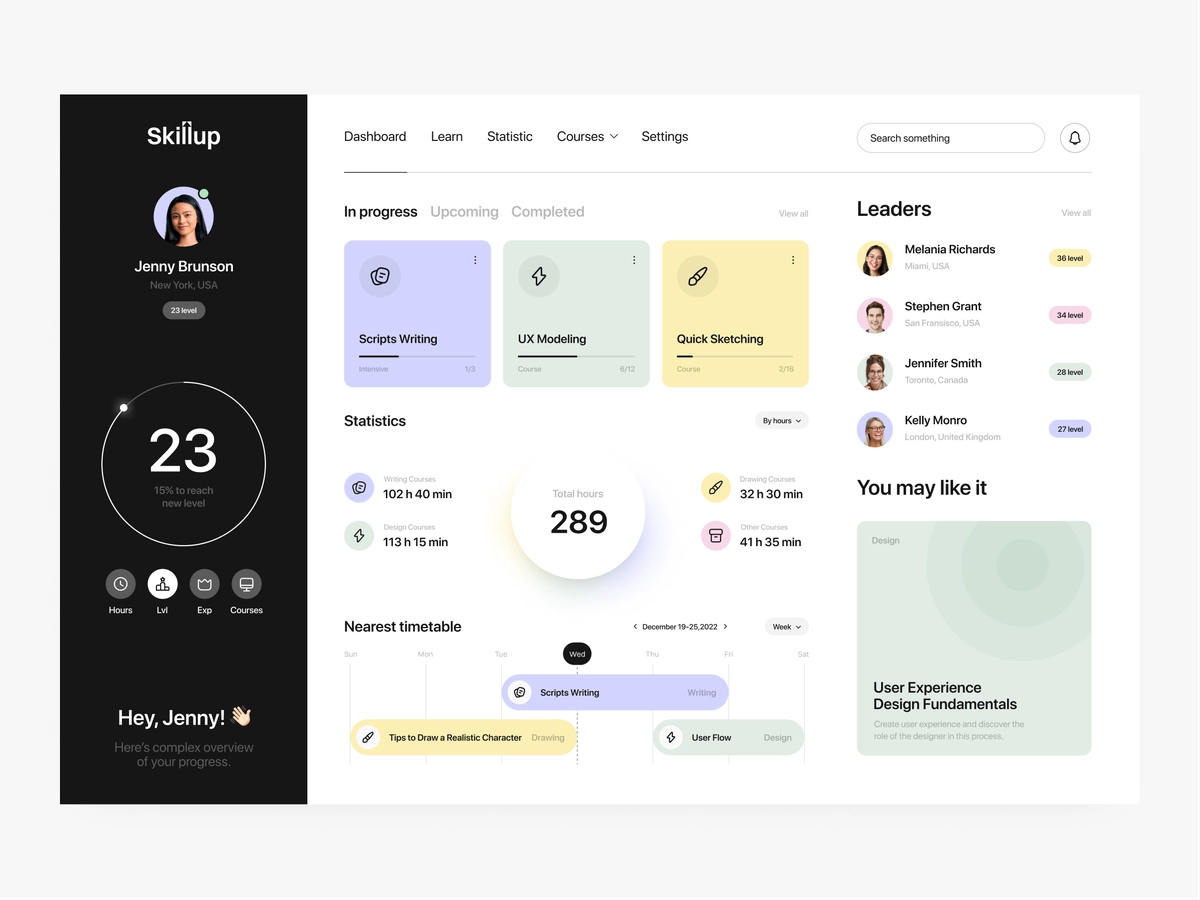 Skillup
Jenny Brunson
New York, USA
23 level
23
15% to reach
new level
Hours Lvl Exp Courses
Hey, Jenny! 👋🏻
Here's complex overview
of your progress.
Dashboard Learn Statistic Courses Settings
Search something
In progress Upcoming Completed View all
Scripts Writing
Intensive 1/3
UX Modeling
Course 6/12
Quick Sketching
Course 2/16
Statistics
By hours
Writing Courses
102 h 40 min
Design Courses
113 h 15 min
Total hours
289
Drawing Courses
32 h 30 min
Other Courses
41 h 35 min
Nearest timetable
December 19-25,2022
Week
Sun Mon Tue Wed Thu Fri Sat
Scripts Writing Writing
Tips to Draw a Realistic Character Drawing
User Flow Design
Leaders View all
Melania Richards
Miami, USA
36 level
Stephen Grant
San Fransisco, USA
34 level
Jennifer Smith
Toronto, Canada
28 level
Kelly Monro
London, United Kingdom
27 level
You may like it
Design
User Experience
Design Fundamentals
Create user experience and discover the
role of the designer in this process.